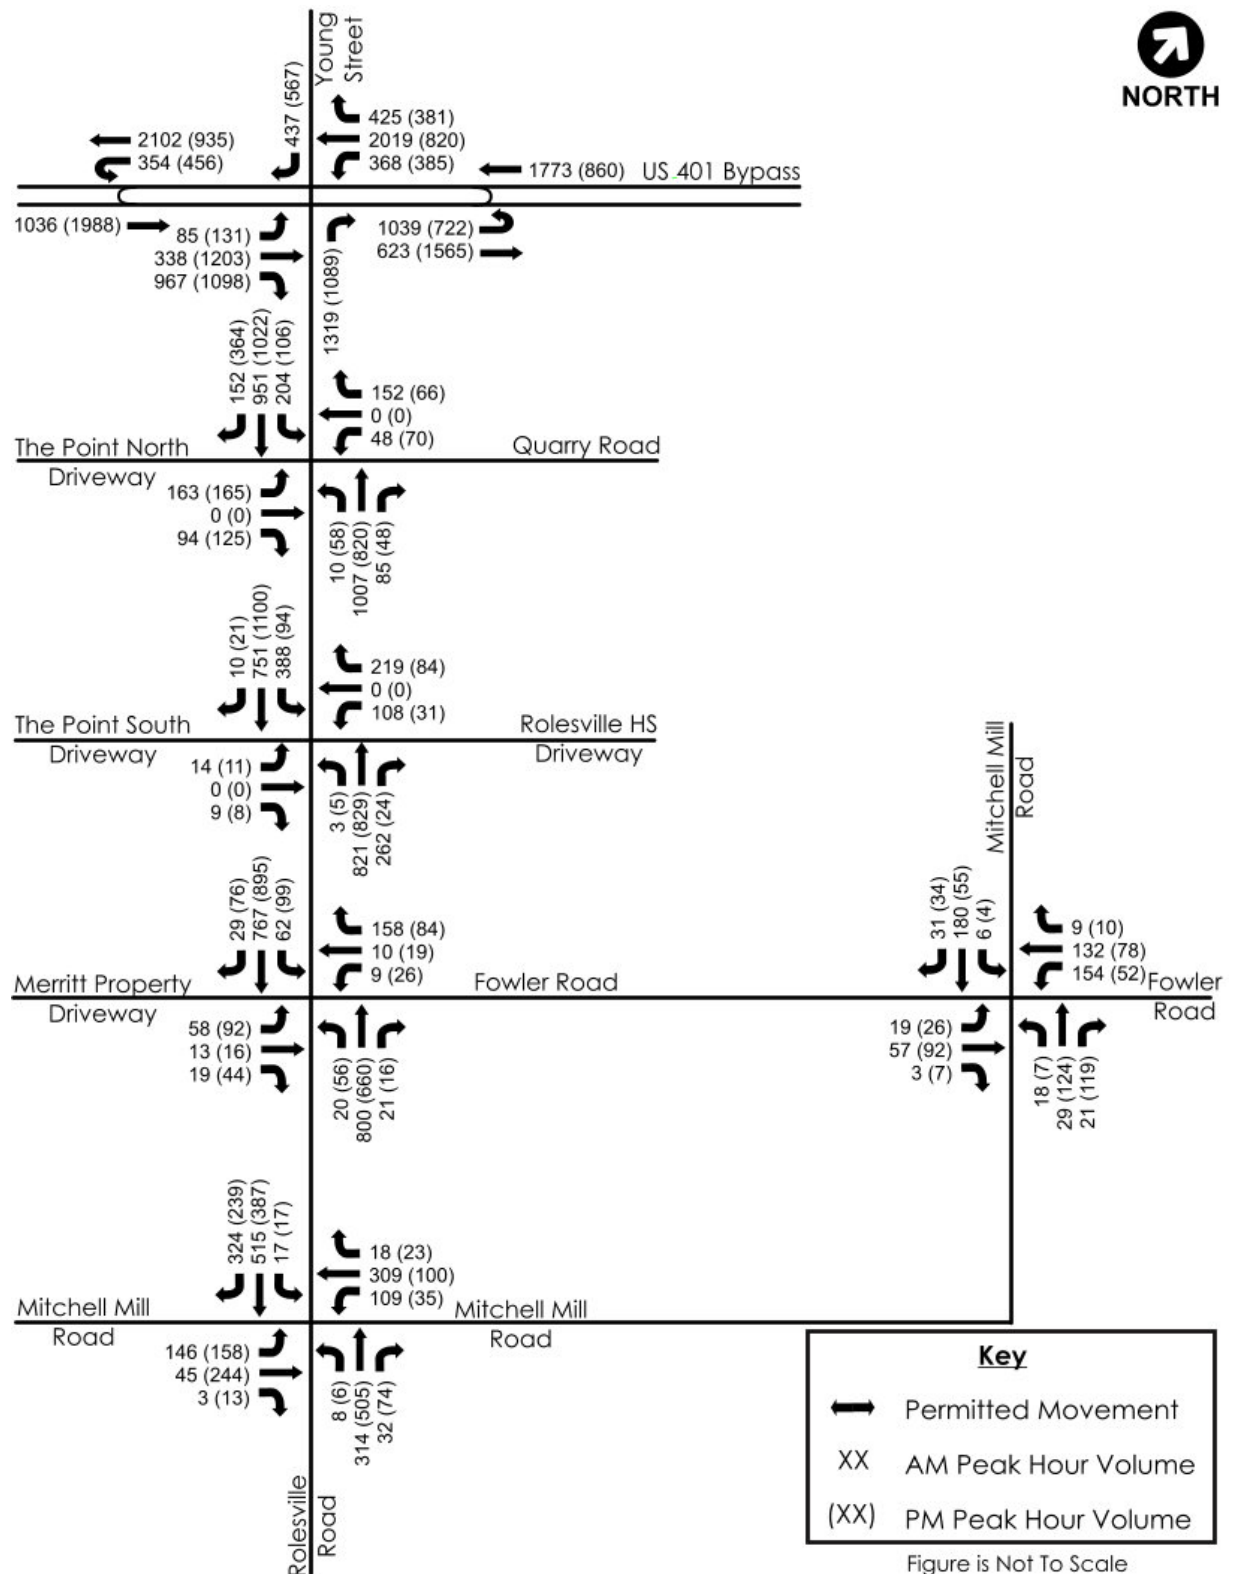 Young
Street
NORTH
437 (567)
425 (381)
2019 (820)
368 (385)
2102 (935)
354 (456)
1773 (860)
US 401 Bypass
1036 (1988)
85 (131)
338 (1203)
967 (1098)
1319 (1089)
1039 (722)
623 (1565)
152 (364)
951 (1022)
204 (106)
152 (66)
0 (0)
48 (70)
The Point North
Driveway
Quarry Road
163 (165)
0 (0)
94 (125)
10 (58)
1007 (820)
85 (48)
10 (21)
751 (1100)
388 (94)
219 (84)
0 (0)
108 (31)
The Point South
Driveway
Rolesville HS
Driveway
14 (11)
0 (0)
9 (8)
3 (5)
821 (829)
262 (24)
29 (76)
767 (895)
62 (99)
158 (84)
10 (19)
9 (26)
Merritt Property
Driveway
Fowler Road
58 (92)
13 (16)
19 (44)
20 (56)
800 (660)
21 (16)
Mitchell Mill
Road
31 (34)
180 (55)
6 (4)
9 (10)
132 (78)
154 (52)
Fowler
Road
19 (26)
57 (92)
3 (7)
18 (7)
29 (124)
21 (119)
324 (239)
515 (387)
17 (17)
18 (23)
309 (100)
109 (35)
Mitchell Mill
Road
Mitchell Mill
Road
146 (158)
45 (244)
3 (13)
8 (6)
314 (505)
32 (74)
Rolesville
Road
Key
Permitted Movement
XX AM Peak Hour Volume
(XX) PM Peak Hour Volume
Figure is Not To Scale